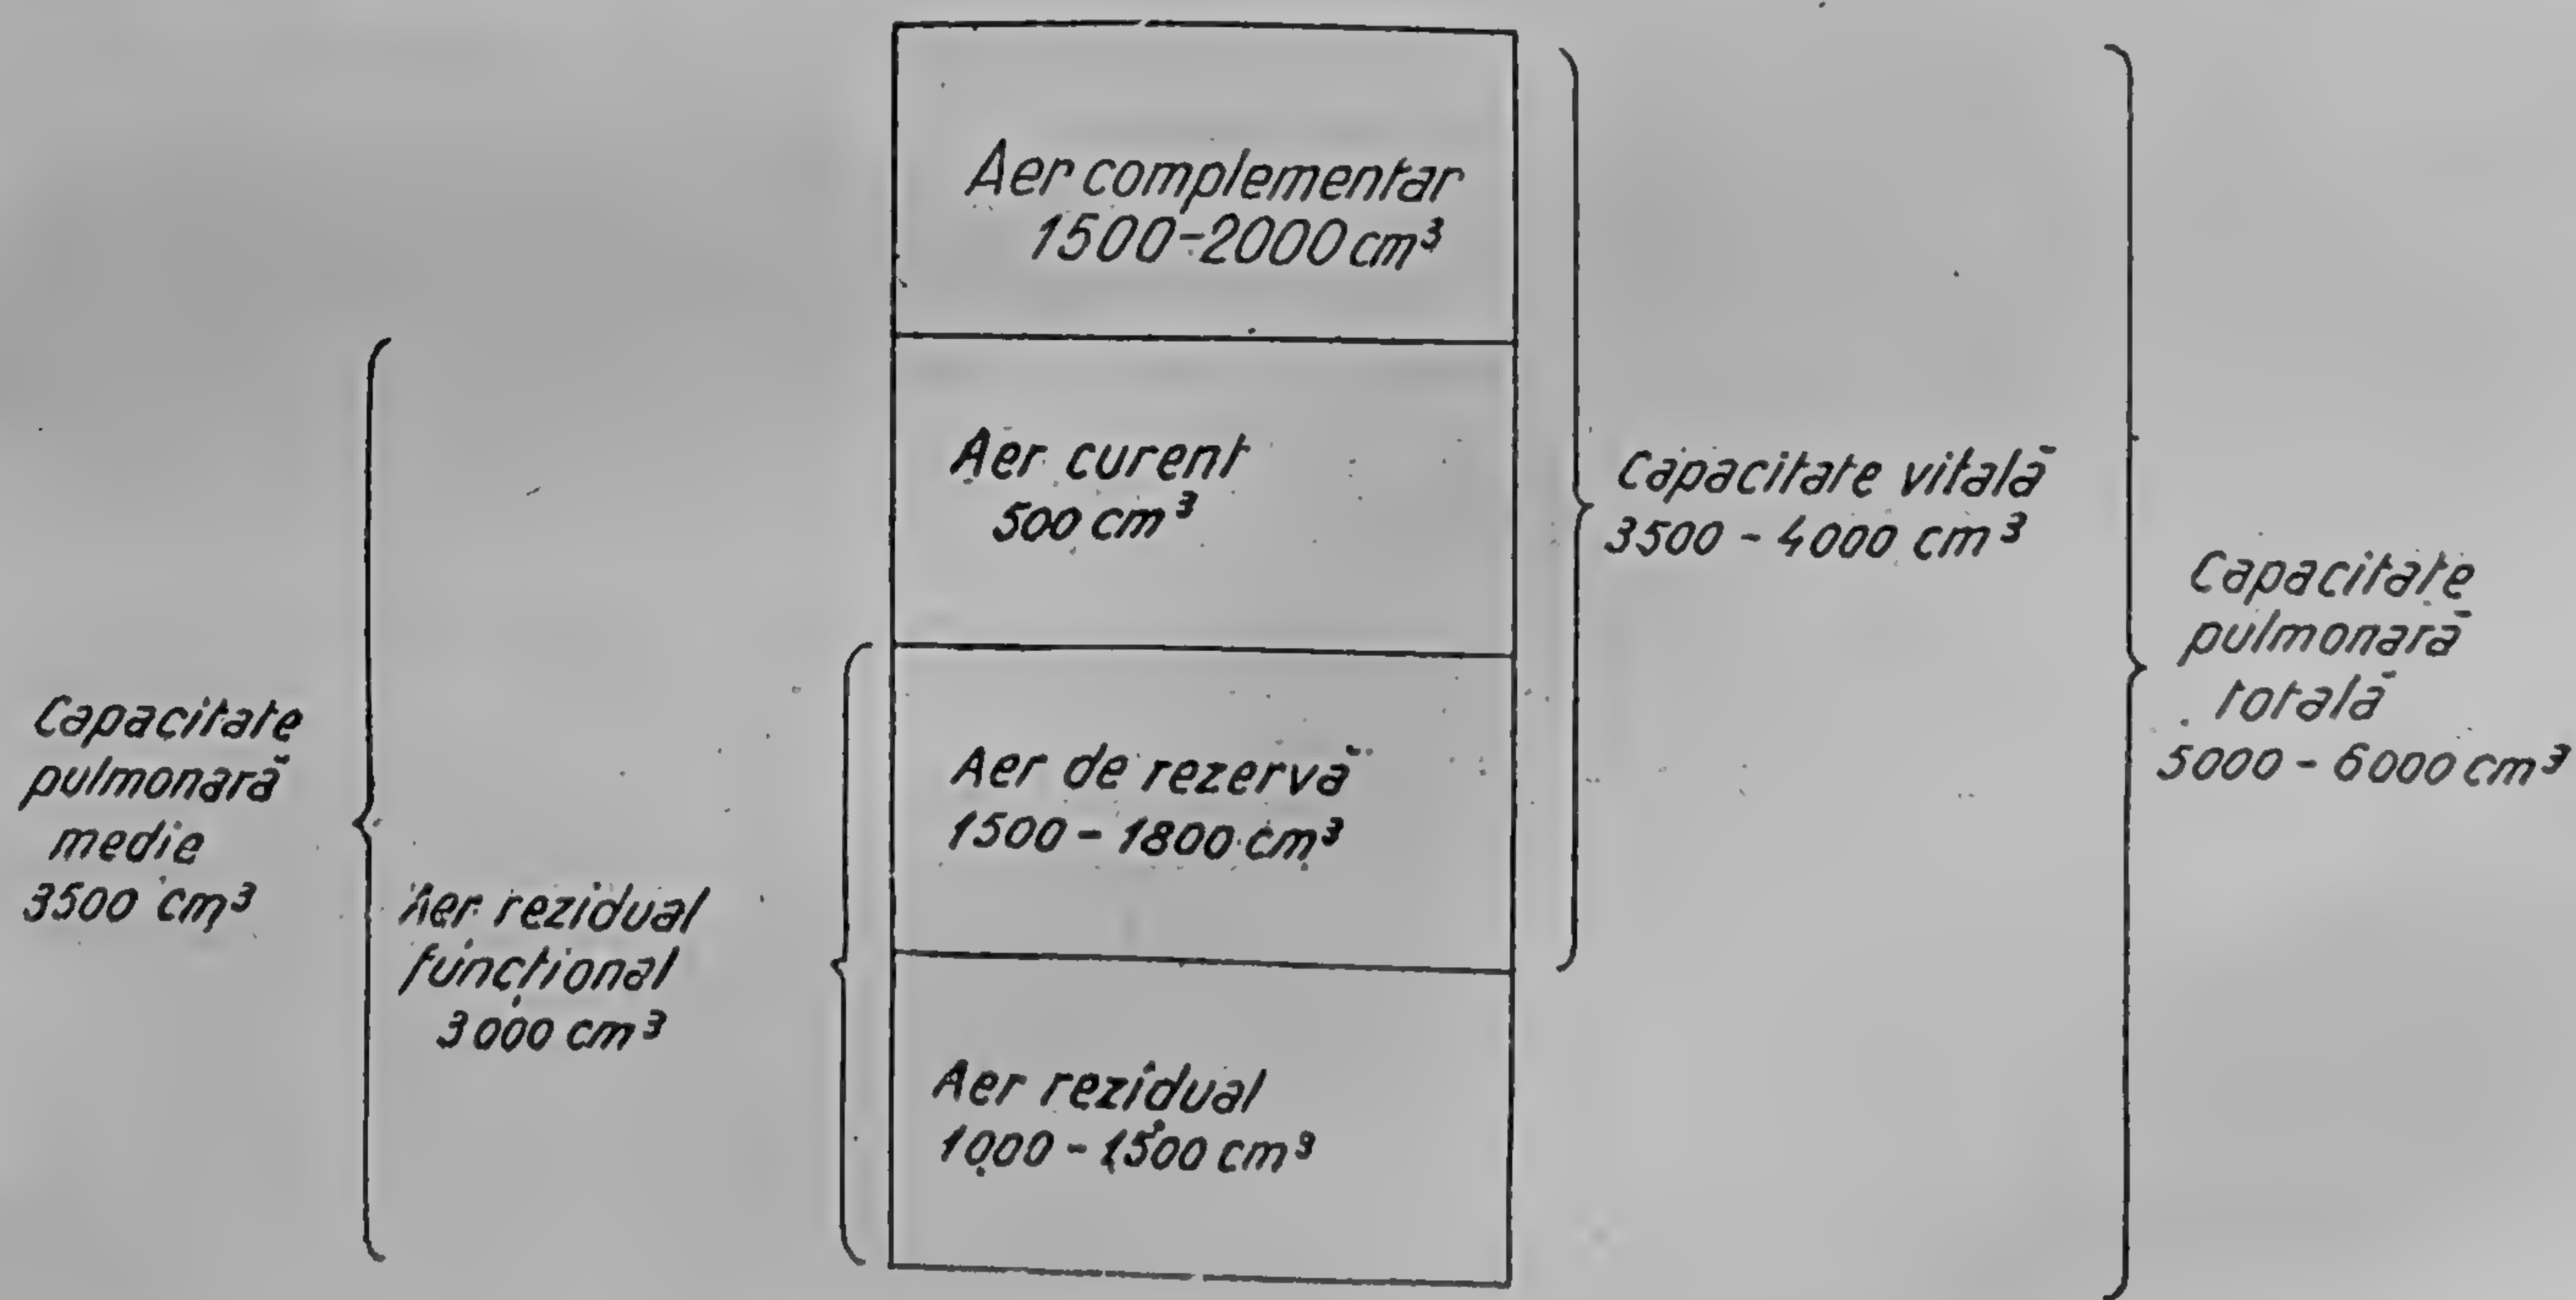 Aer complementar
1500-2000 cm³
Aer curent
500 cm³
Aer de rezervă
1500 - 1800 cm³
Aer rezidual
1000 - 1500 cm³
Capacitate vitală
3500 - 4000 cm³
Capacitate
pulmonară
totală
5000 - 6000 cm³
Capacitate
pulmonară
medie
3500 cm³
Aer rezidual
funcțional
3000 cm³